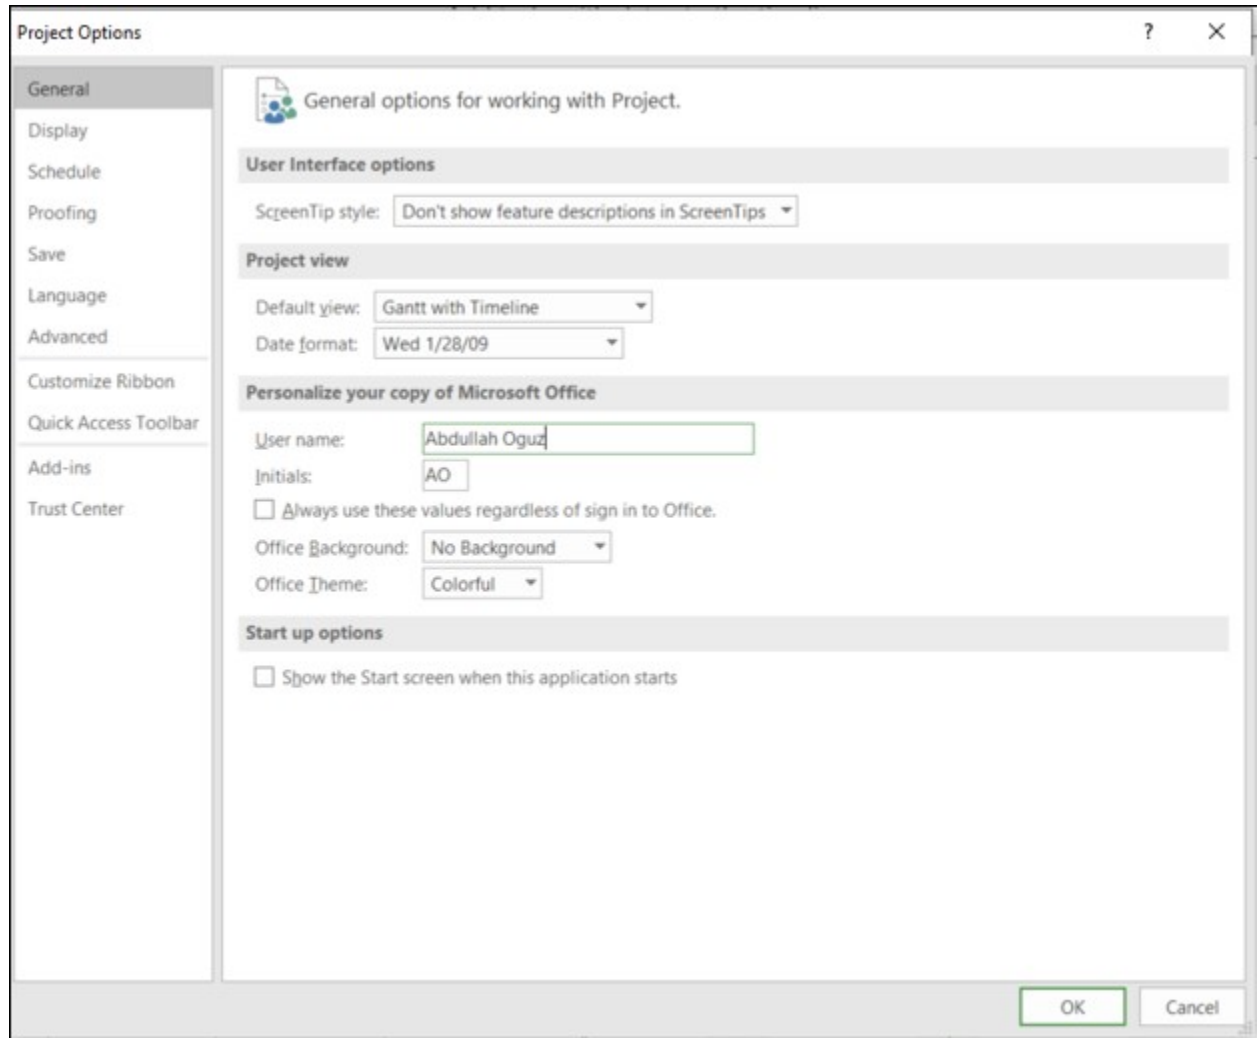 Project Options
?
General
Display
Schedule
Proofing
Save
Language
Advanced
Customize Ribbon
Quick Access Toolbar
Add-ins
Trust Center
General options for working with Project.
User Interface options
ScreenTip style: Don't show feature descriptions in ScreenTips
Project view
Default view: Gantt with Timeline
Date format: Wed 1/28/09
Personalize your copy of Microsoft Office
User name: Abdullah Oguz
Initials: AO
Always use these values regardless of sign in to Office.
Office Background: No Background
Office Theme: Colorful
Start up options
Show the Start screen when this application starts
OK Cancel